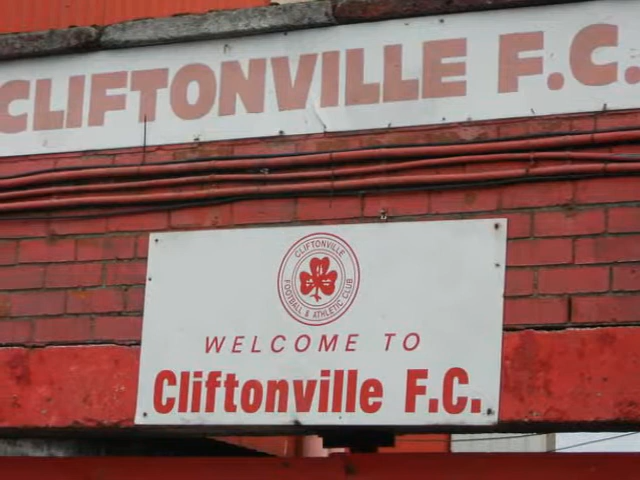 CLIFTONVILLE F.C.
CLIFTONVILLE
FOOTBALL & ATHLETIC CLUB
WELCOME TO
Cliftonville F.C.